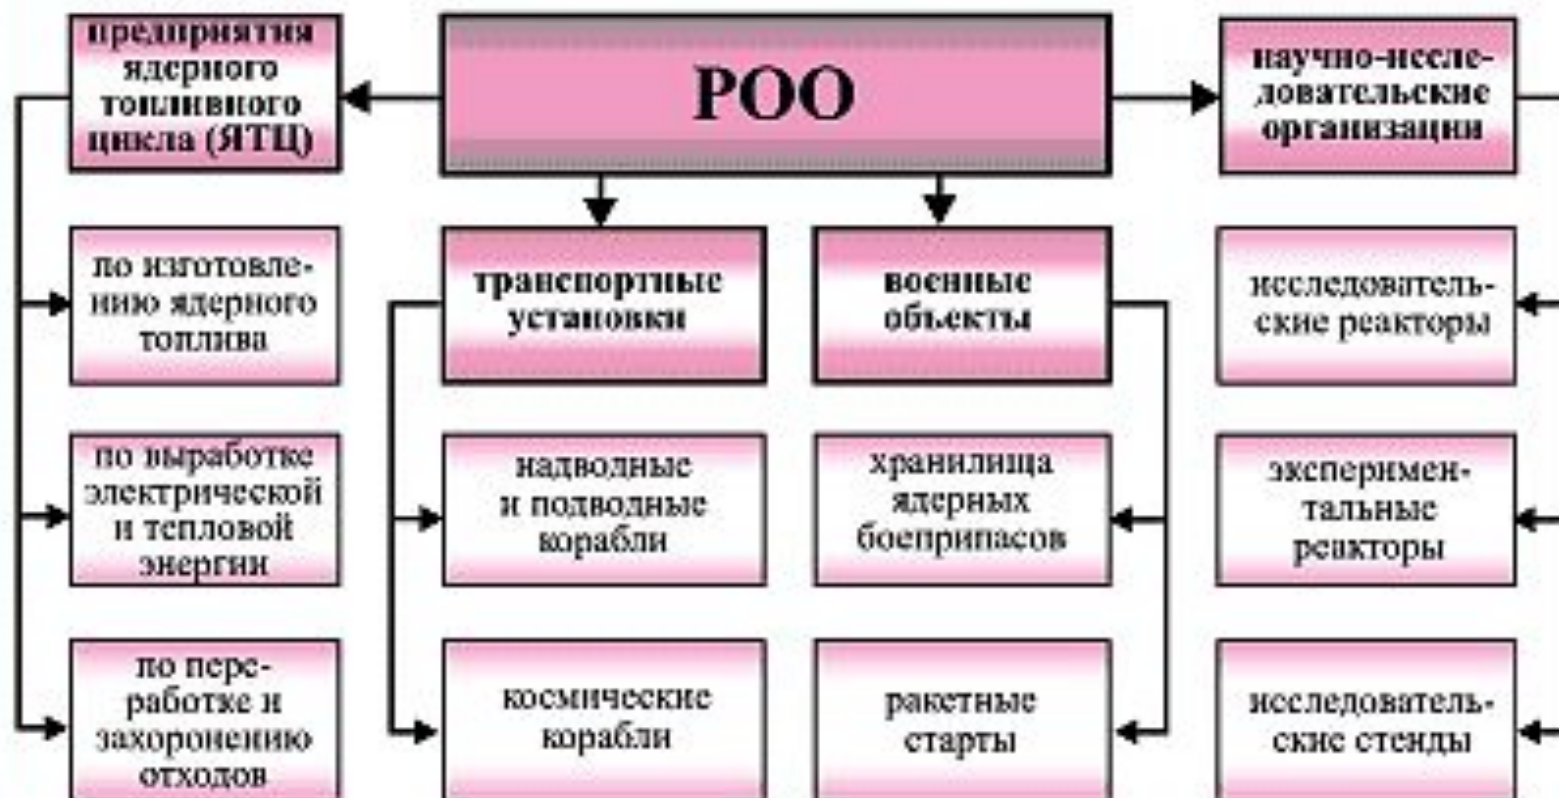 предприятия
ядерного
топливного
цикла (ЯТЦ)
РОО
научно-иссле-
довательские
организации
по изготовле-
нию ядерного
топлива
транспортные
установки
военные
объекты
исследователь-
ские реакторы
по выработке
электрической
и тепловой
энергии
надводные
и подводные
корабли
хранилища
ядерных
боеприпасов
эксперимен-
тальные
реакторы
по пере-
работке и
захоронению
отходов
космические
корабли
ракетные
старты
исследователь-
ские стенды